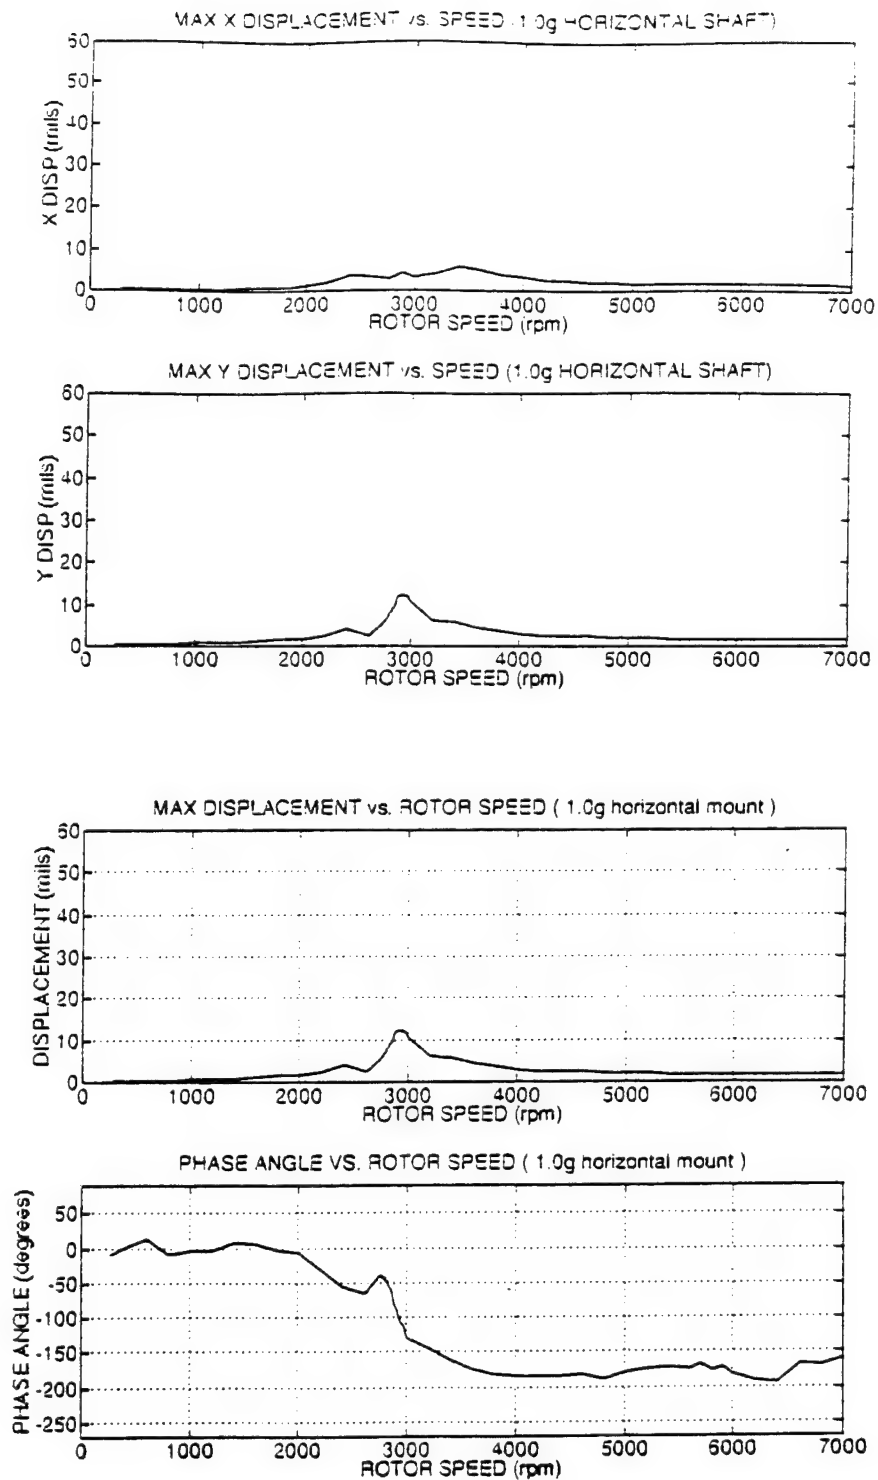 MAX X DISPLACEMENT vs. SPEED (1.0g HORIZONTAL SHAFT)
60
50
40
30
20
10
0
X DISP (mils)
0 1000 2000 3000 4000 5000 6000 7000
ROTOR SPEED (rpm)
MAX Y DISPLACEMENT vs. SPEED (1.0g HORIZONTAL SHAFT)
60
50
40
30
20
10
0
Y DISP (mils)
0 1000 2000 3000 4000 5000 6000 7000
ROTOR SPEED (rpm)
MAX DISPLACEMENT vs. ROTOR SPEED ( 1.0g horizontal mount )
60
50
40
30
20
10
0
DISPLACEMENT (mils)
0 1000 2000 3000 4000 5000 6000 7000
ROTOR SPEED (rpm)
PHASE ANGLE VS. ROTOR SPEED ( 1.0g horizontal mount )
50
0
-50
-100
-150
-200
-250
PHASE ANGLE (degrees)
0 1000 2000 3000 4000 5000 6000 7000
ROTOR SPEED (rpm)